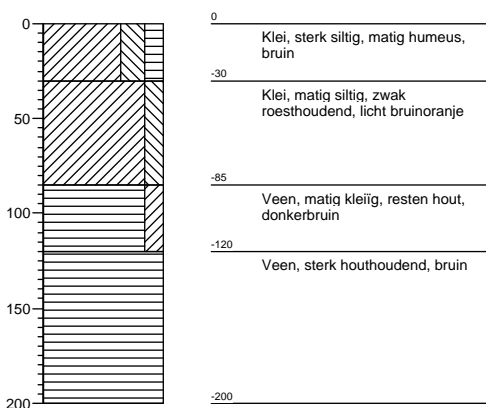 0
0
Klei, sterk siltig, matig humeus,
bruin
-30
Klei, matig siltig, zwak
roesthoudend, licht bruinoranje
50
-85
Veen, matig kleiïg, resten hout,
donkerbruin
100
-120
Veen, sterk houthoudend, bruin
150
200
-200